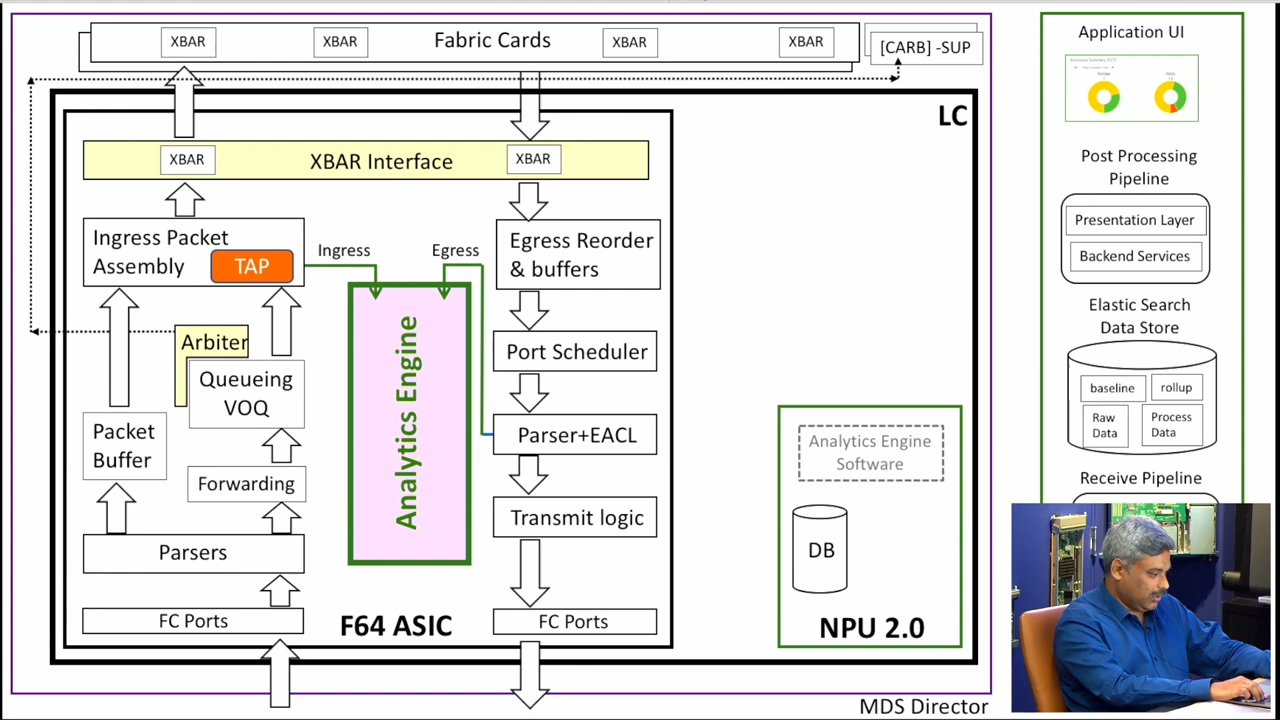 XBAR
XBAR
Fabric Cards
XBAR
XBAR
[CARB] -SUP
LC
XBAR
XBAR Interface
XBAR
Ingress Packet
Assembly
TAP
Ingress
Egress
Egress Reorder
& buffers
Arbiter
Queueing
VOQ
Port Scheduler
Packet
Buffer
Parser+EACL
Forwarding
Analytics Engine
Transmit logic
Parsers
FC Ports
F64 ASIC
FC Ports
Analytics Engine
Software
DB
NPU 2.0
MDS Director
Application UI
Post Processing
Pipeline
Presentation Layer
Backend Services
Elastic Search
Data Store
baseline
rollup
Raw
Data
Process
Data
Receive Pipeline